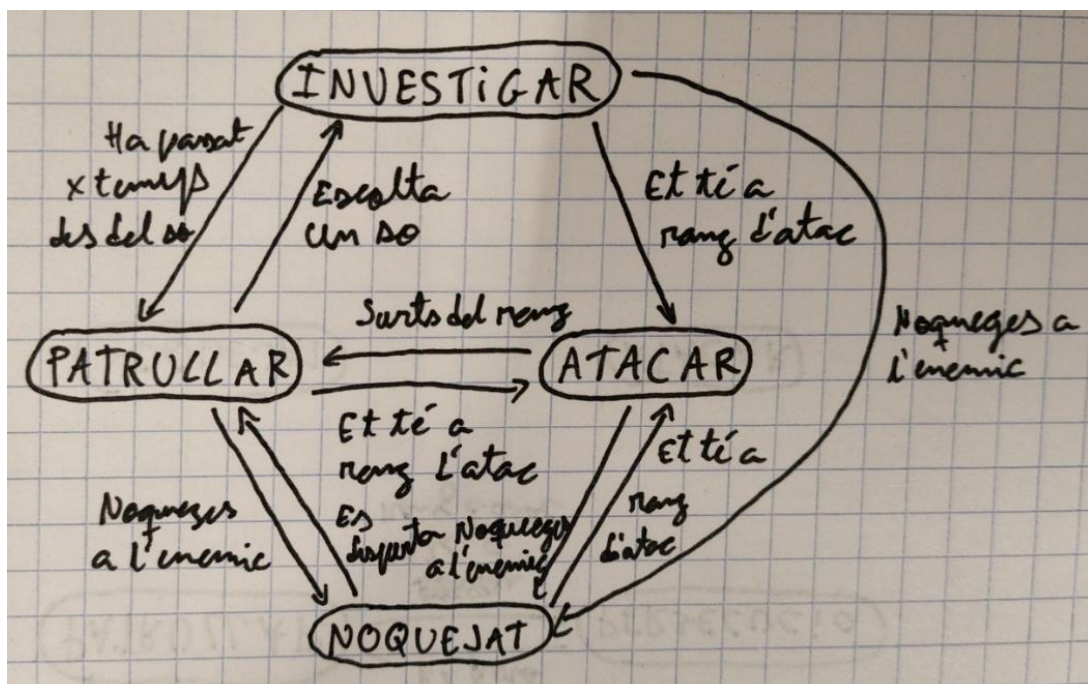 INVESTiGAR
Ha passat
x temps
des del so
Escolta
un so
Et té a
rang d'atac
Surts del rang
PATRULLAR
ATACAR
Noqueges a
l'enemic
Et té a
rang d'atac
Noqueges
a l'enemic
Es
disperta
Noqueges
a l'enemic
Et té a
rang
d'atac
NOQUEJAT